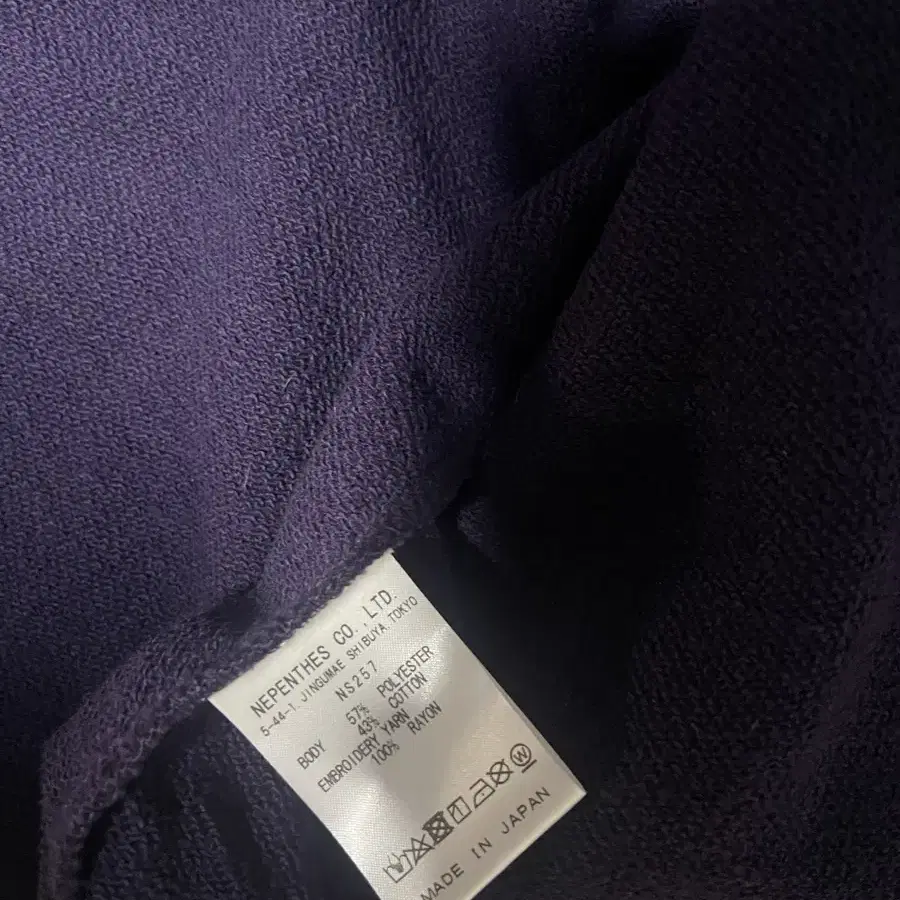 NEPENTHES CO., LTD.
5-44-1, JINGUMAE SHIBUYA, TOKYO
NS257
BODY 57% POLYESTER
43% COTTON
EMBROIDERY YARN
100% RAYON
MADE IN JAPAN